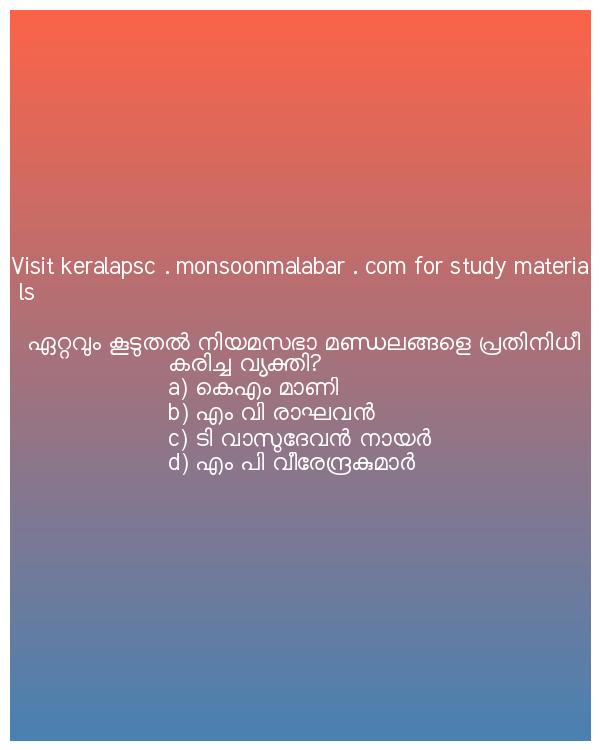 Visit keralapsc . monsoonmalabar . com for study materia
ls
ഏറ്റവും കൂടുതൽ നിയമസഭാ മണ്ഡലങ്ങളെ പ്രതിനിധീ
കരിച്ച വ്യക്തി?
a) കെഎം മാണി
b) എം വി രാഘവൻ
c) ടി വാസുദേവൻ നായർ
d) എം പി വീരേന്ദ്രകുമാർ